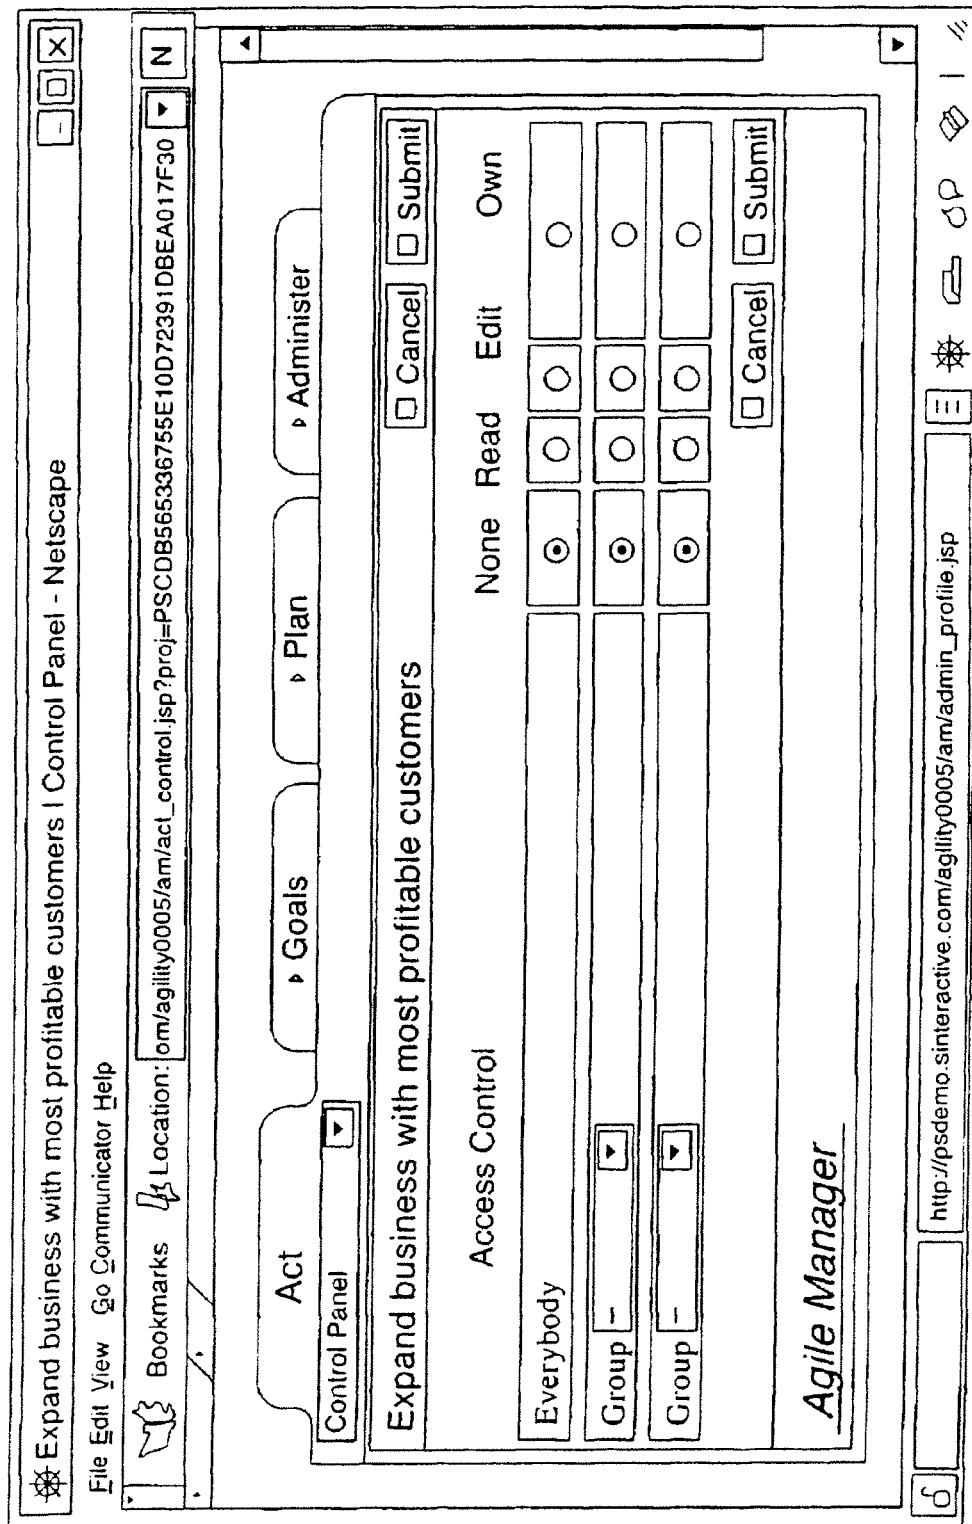 Expand business with most profitable customers | Control Panel - Netscape
File Edit View Go Communicator Help
Bookmarks Location: om/agility0005/am/act_control.jsp?proj=PSCDB565336755E10D72391DBEA017F30 N
Act Goals Plan Administer
Control Panel
Expand business with most profitable customers Cancel Submit
Access Control None Read Edit Own
Everybody
Group –
Group –
Cancel Submit
Agile Manager
http://psdemo.sinteractive.com/agility0005/am/admin_profile.jsp